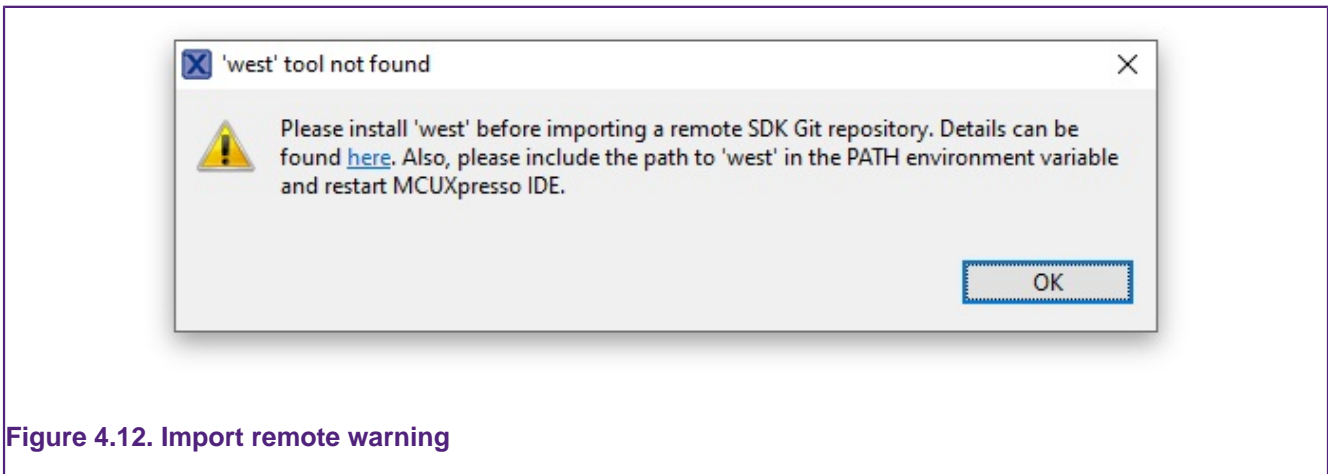 'west' tool not found
Please install 'west' before importing a remote SDK Git repository. Details can be
found here. Also, please include the path to 'west' in the PATH environment variable
and restart MCUXpresso IDE.
OK
Figure 4.12. Import remote warning